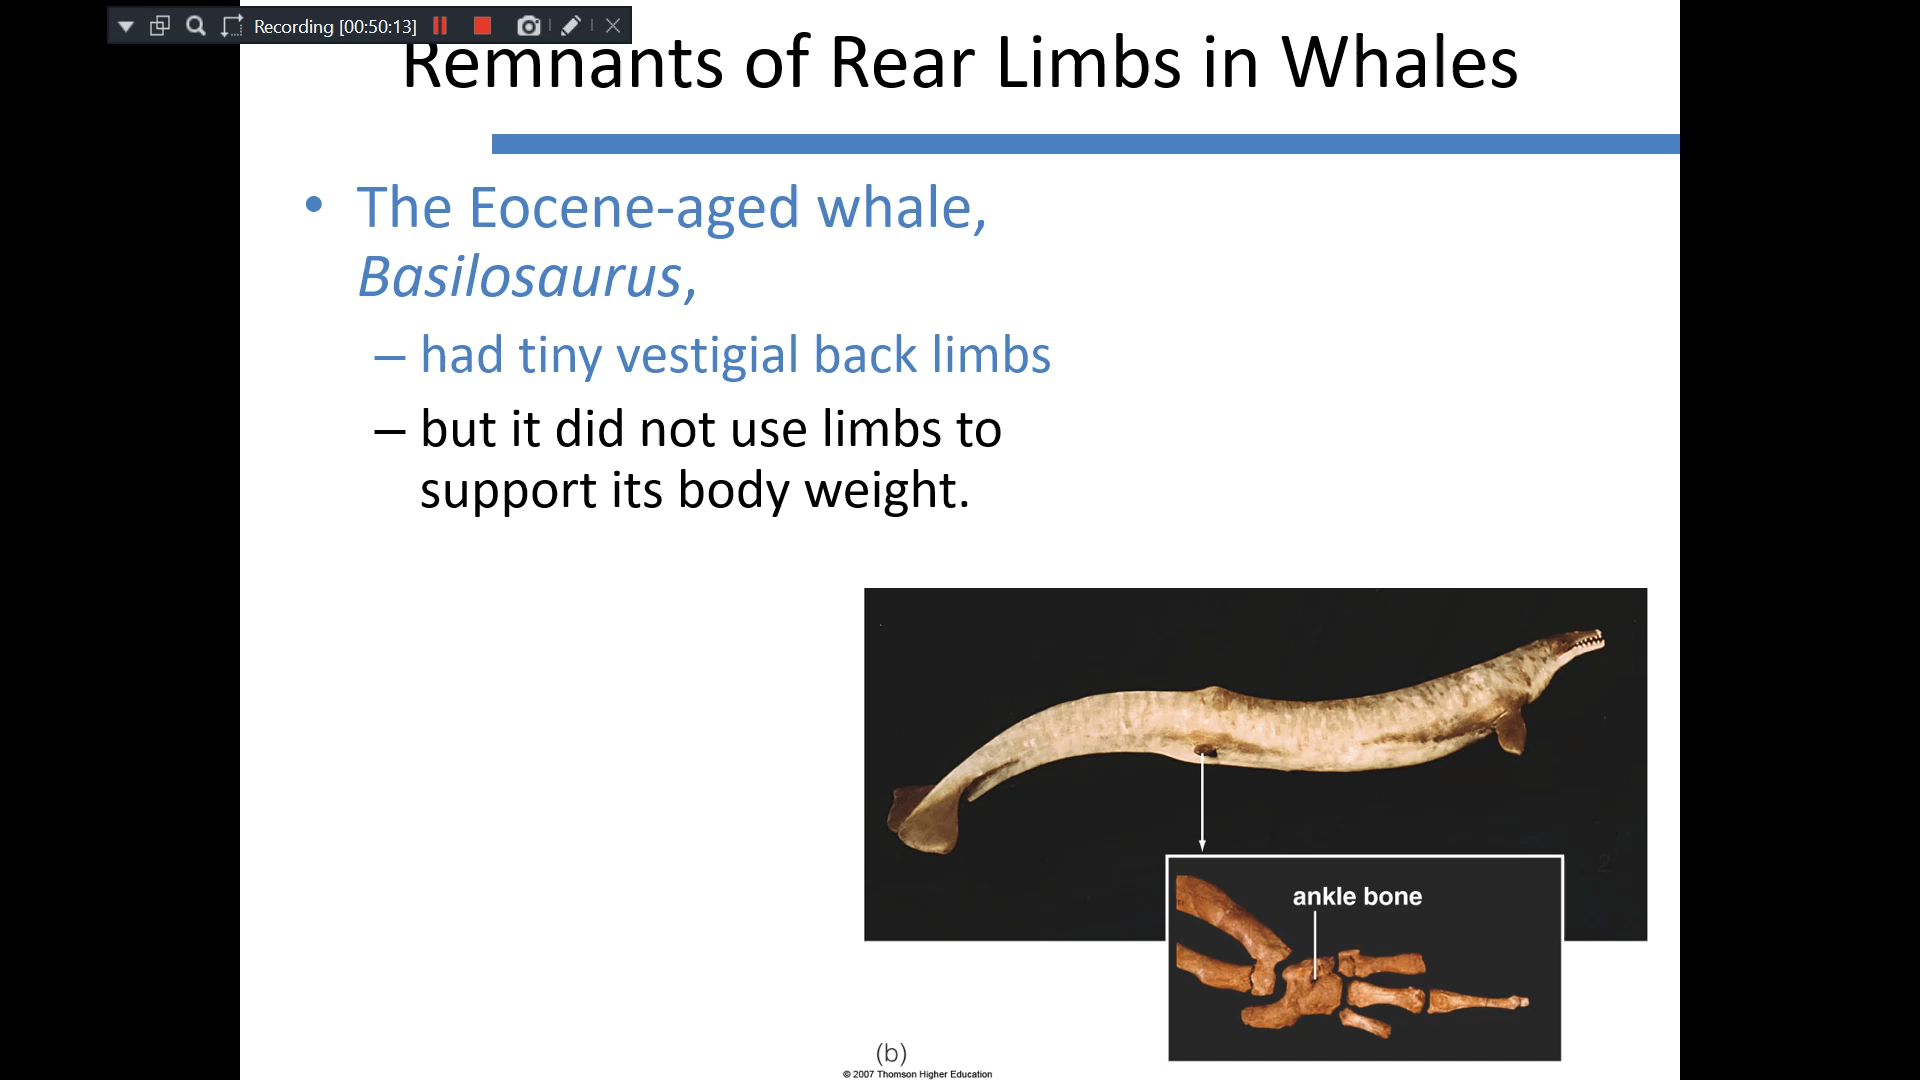 Recording [00:50:13]
Remnants of Rear Limbs in Whales
• The Eocene-aged whale,
Basilosaurus,
– had tiny vestigial back limbs
– but it did not use limbs to
support its body weight.
ankle bone
(b)
© 2007 Thomson Higher Education